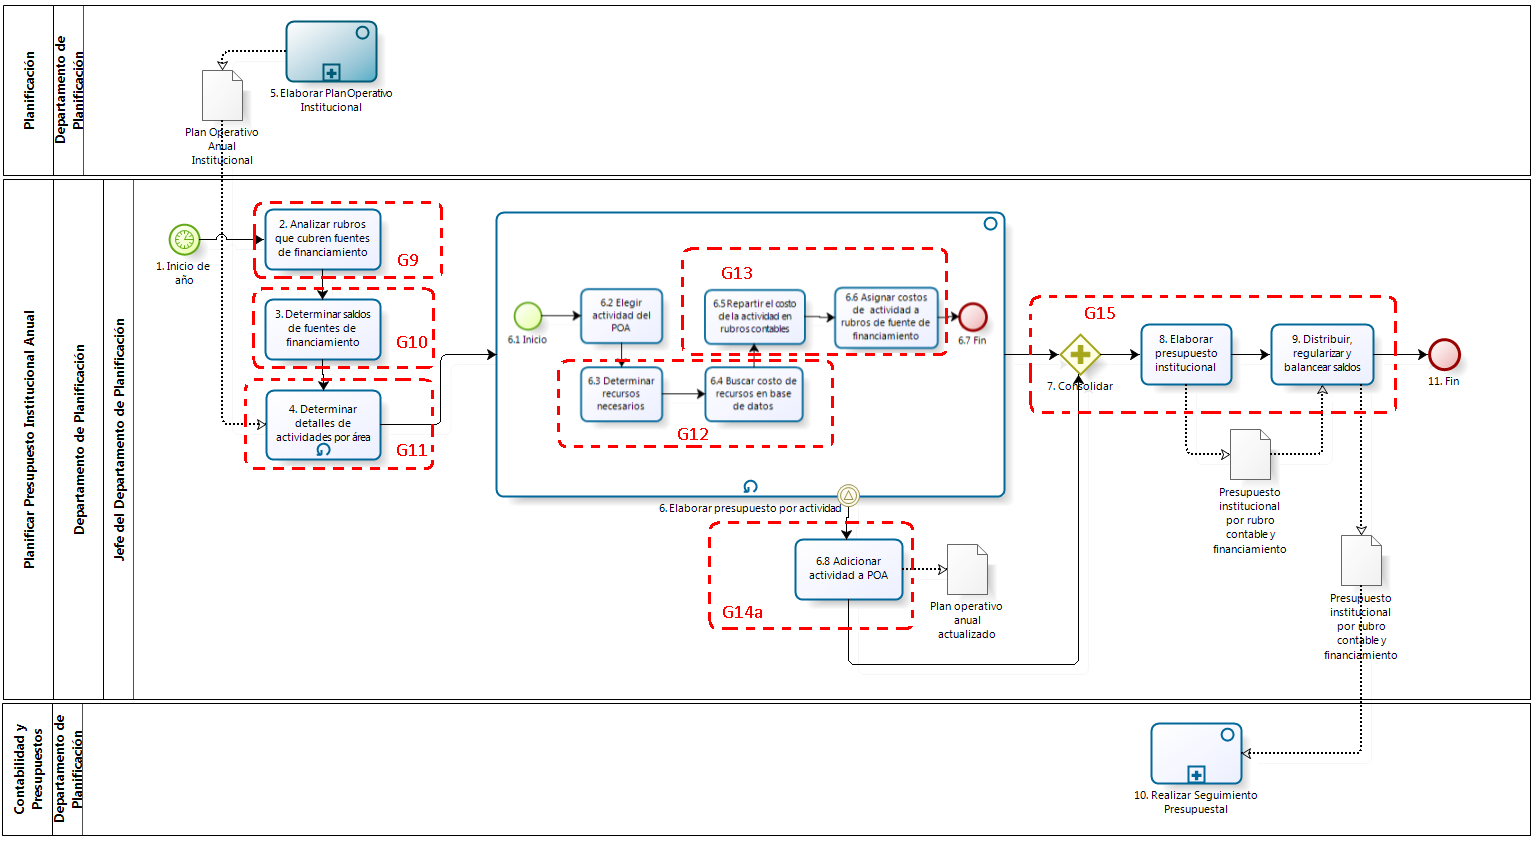 Planificación
Departamento de
Planificación
5. Elaborar Plan Operativo
Institucional
Plan Operativo
Anual
Institucional
Planificar Presupuesto Institucional Anual
Departamento de Planificación
Jefe del Departamento de Planificación
1. Inicio de
año
2. Analizar rubros
que cubren fuentes
de financiamiento
G9
3. Determinar saldos
de fuentes de
financiamiento
G10
4. Determinar
detalles de
actividades por área
G11
6.1 Inicio
6.2 Elegir
actividad del
POA
6.3 Determinar
recursos
necesarios
6.4 Buscar costo de
recursos en base
de datos
G12
G13
6.5 Repartir el costo
de la actividad en
rubros contables
6.6 Asignar costos
de actividad a
rubros de fuente de
financiamiento
6.7 Fin
6. Elaborar presupuesto por actividad
6.8 Adicionar
actividad a POA
G14a
Plan operativo
anual
actualizado
G15
7. Consolidar
8. Elaborar
presupuesto
institucional
9. Distribuir,
regularizar y
balancear saldos
11. Fin
Presupuesto
institucional
por rubro
contable y
financiamiento
Presupuesto
institucional
por rubro
contable y
financiamiento
Contabilidad y
Presupuestos
Departamento de
Planificación
10. Realizar Seguimiento
Presupuestal